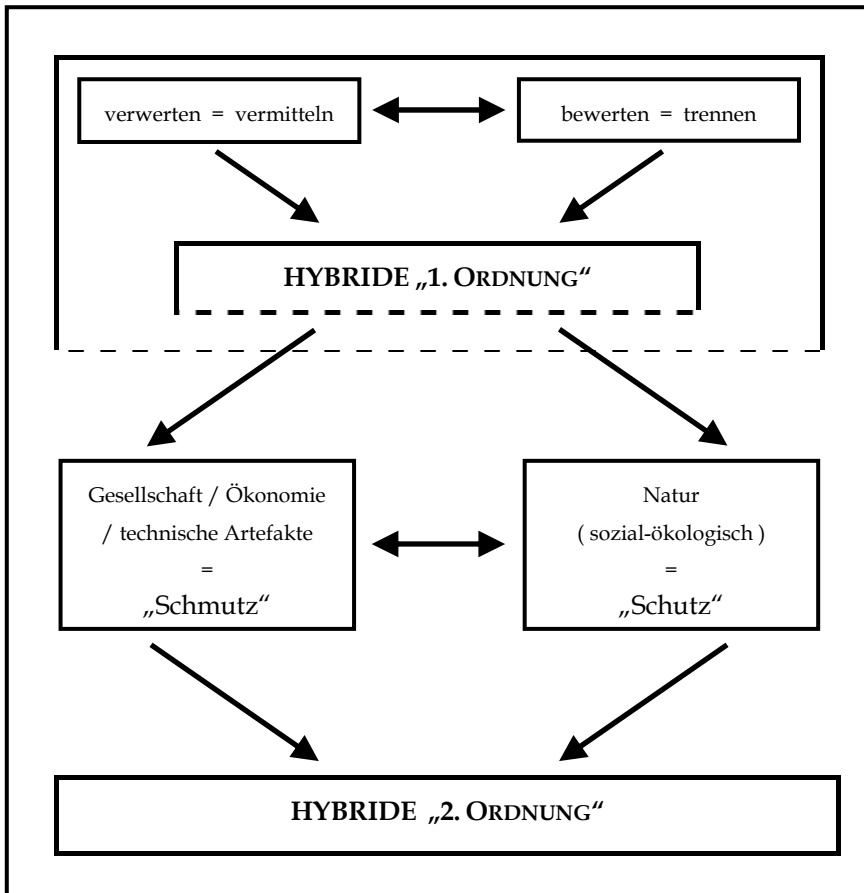 verwerten = vermitteln
bewerten = trennen
HYBRIDE „1. ORDNUNG“
Gesellschaft / Ökonomie
/ technische Artefakte
=
„Schmutz“
Natur
( sozial-ökologisch )
=
„Schutz“
HYBRIDE „2. ORDNUNG“